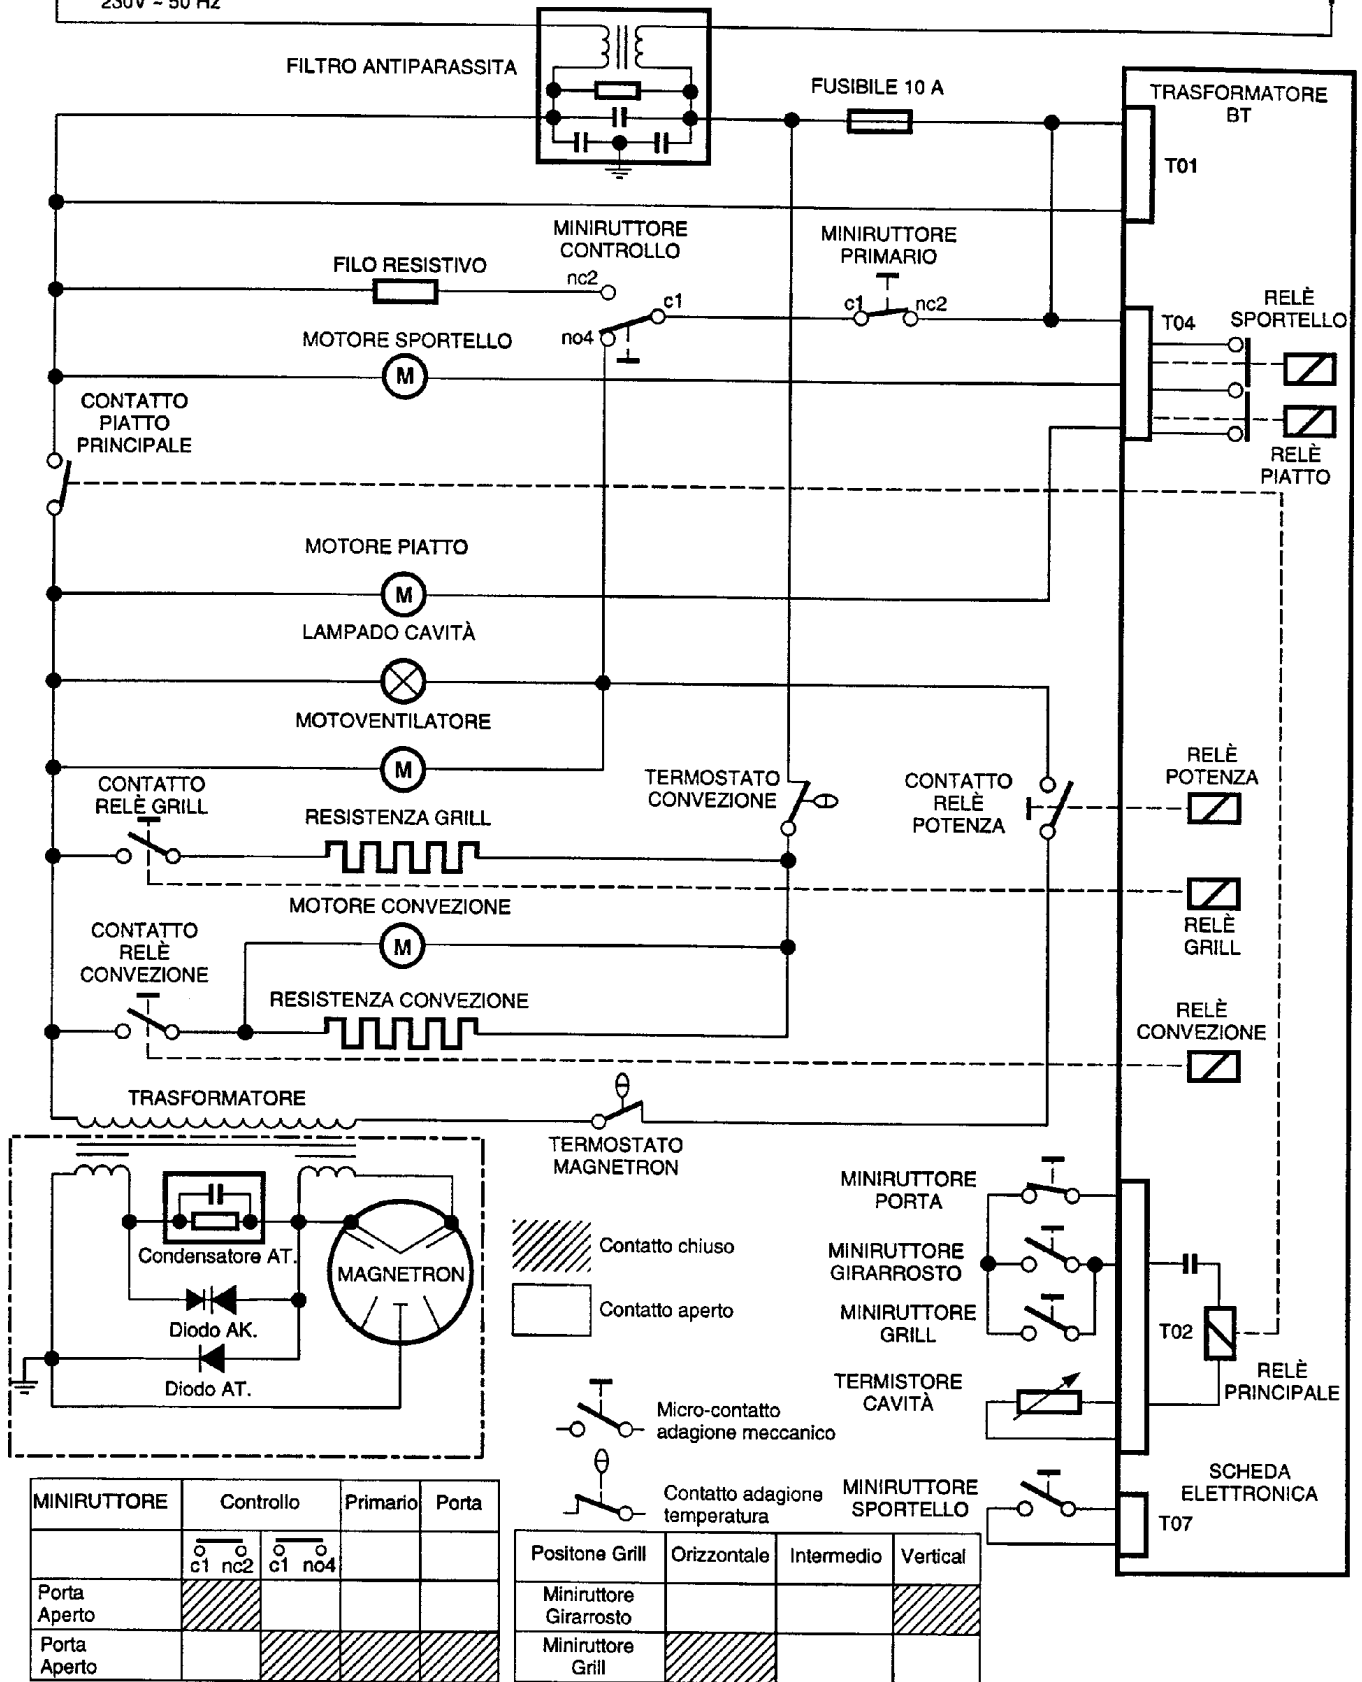 230V ~ 50 Hz
FILTRO ANTIPARASSITA
FUSIBILE 10 A
TRASFORMATORE
BT
T01
MINIRUTTORE
CONTROLLO
MINIRUTTORE
PRIMARIO
FILO RESISTIVO
nc2
c1
c1
nc2
no4
RELÈ
SPORTELLO
T04
MOTORE SPORTELLO
M
CONTATTO
PIATTO
PRINCIPALE
RELÈ
PIATTO
MOTORE PIATTO
M
LAMPADO CAVITÀ
MOTOVENTILATORE
M
CONTATTO
RELÈ GRILL
RESISTENZA GRILL
TERMOSTATO
CONVEZIONE
CONTATTO
RELÈ
POTENZA
RELÈ
POTENZA
MOTORE CONVEZIONE
M
RELÈ
GRILL
CONTATTO
RELÈ
CONVEZIONE
RESISTENZA CONVEZIONE
RELÈ
CONVEZIONE
TRASFORMATORE
TERMOSTATO
MAGNETRON
Condensatore AT.
MAGNETRON
Diodo AK.
Diodo AT.
Contatto chiuso
Contatto aperto
Micro-contatto
adagione meccanico
Contatto adagione
temperatura
MINIRUTTORE
PORTA
MINIRUTTORE
GIRARROSTO
MINIRUTTORE
GRILL
T02
RELÈ
PRINCIPALE
TERMISTORE
CAVITÀ
MINIRUTTORE
SPORTELLO
SCHEDA
ELETTRONICA
T07
MINIRUTTORE Controllo Primario Porta
c1 nc2 c1 no4
Porta
Aperto
Porta
Aperto
Positone Grill Orizzontale Intermedio Vertical
Miniruttore
Girarrosto
Miniruttore
Grill